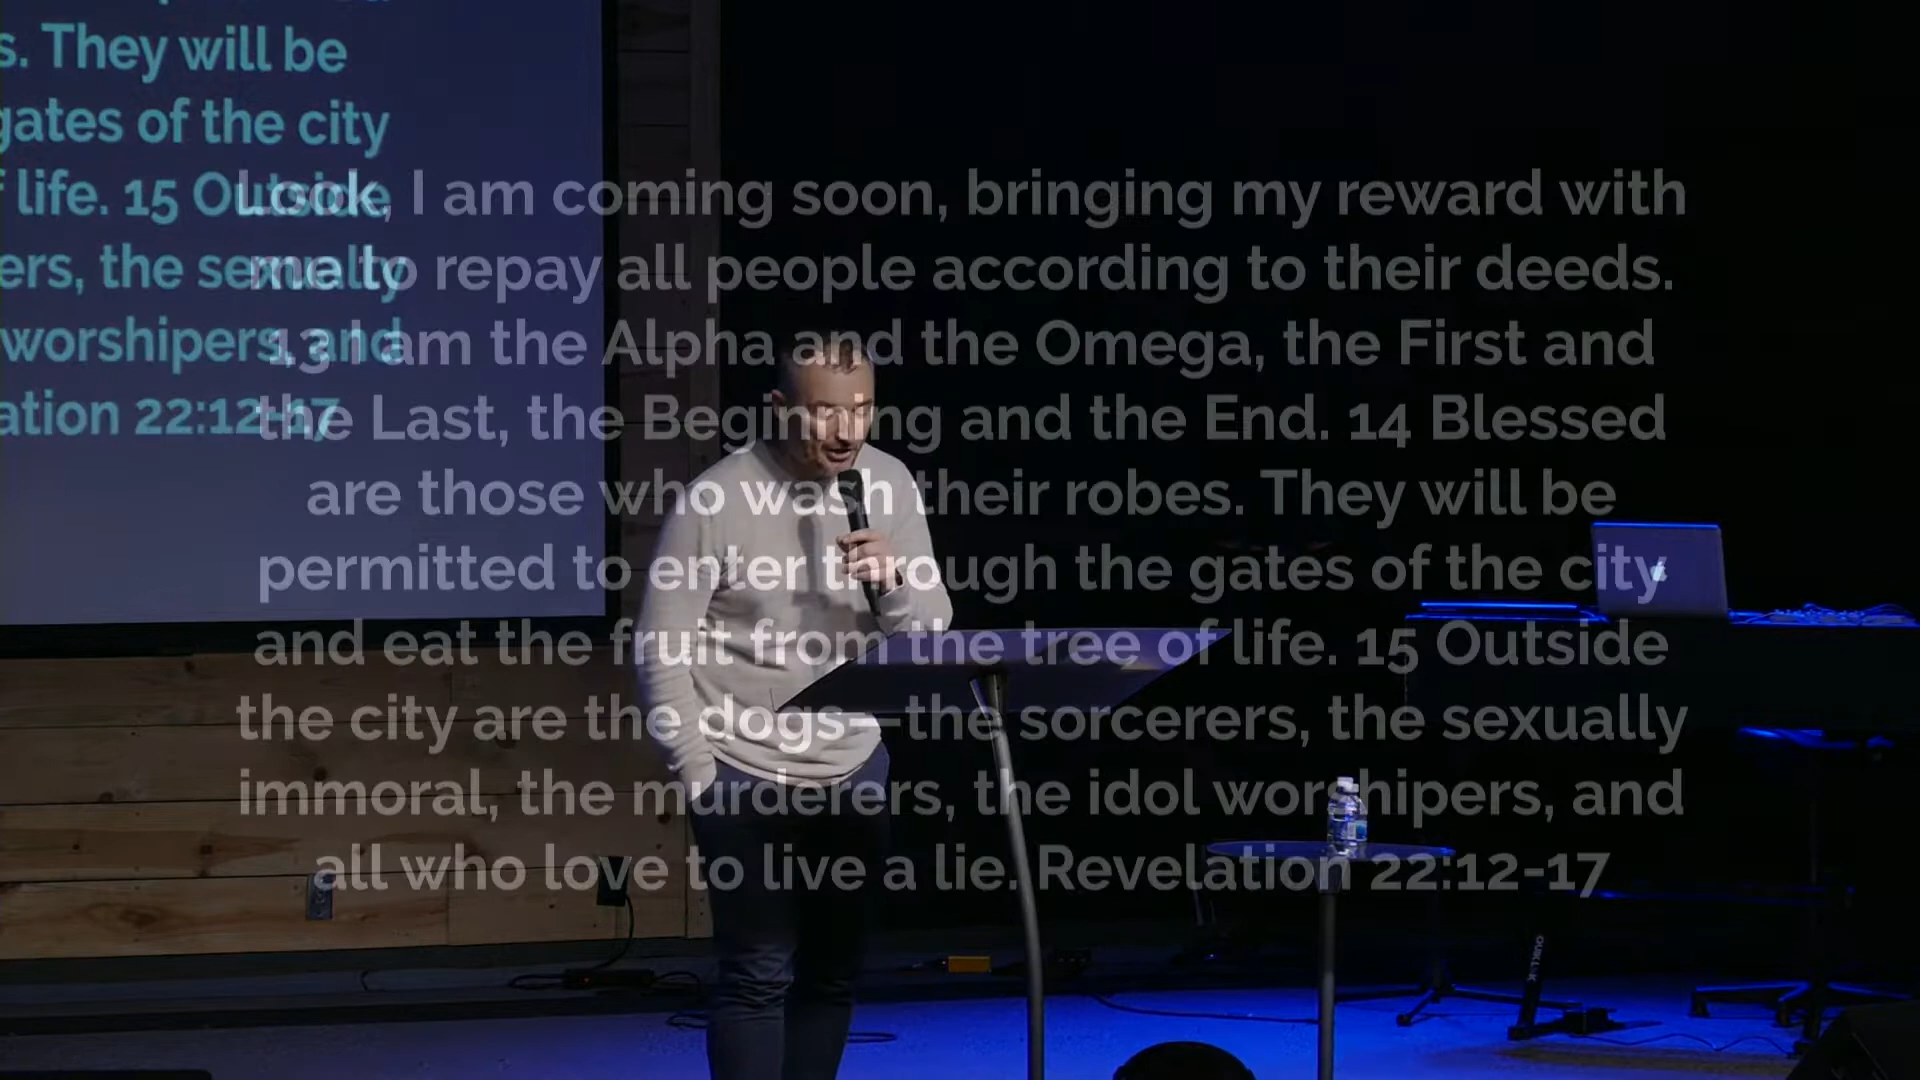 s. They will be
gates of the city
life. 15 Outside
ers, the sexually
worshipers, and
ation 22:12-17
Look, I am coming soon, bringing my reward with
me to repay all people according to their deeds.
13 I am the Alpha and the Omega, the First and
the Last, the Beginning and the End. 14 Blessed
are those who wash their robes. They will be
permitted to enter through the gates of the city
and eat the fruit from the tree of life. 15 Outside
the city are the dogs—the sorcerers, the sexually
immoral, the murderers, the idol worshipers, and
all who love to live a lie. Revelation 22:12-17